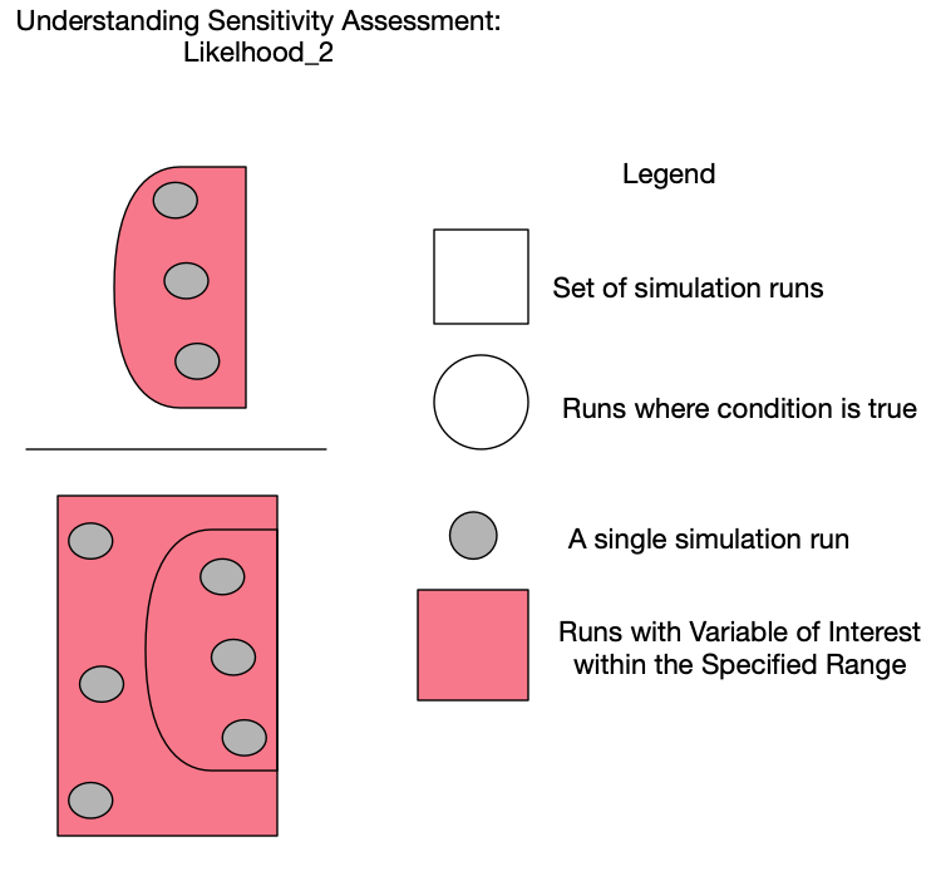 Understanding Sensitivity Assessment:
Likelhood_2
Legend
Set of simulation runs
Runs where condition is true
A single simulation run
Runs with Variable of Interest
within the Specified Range